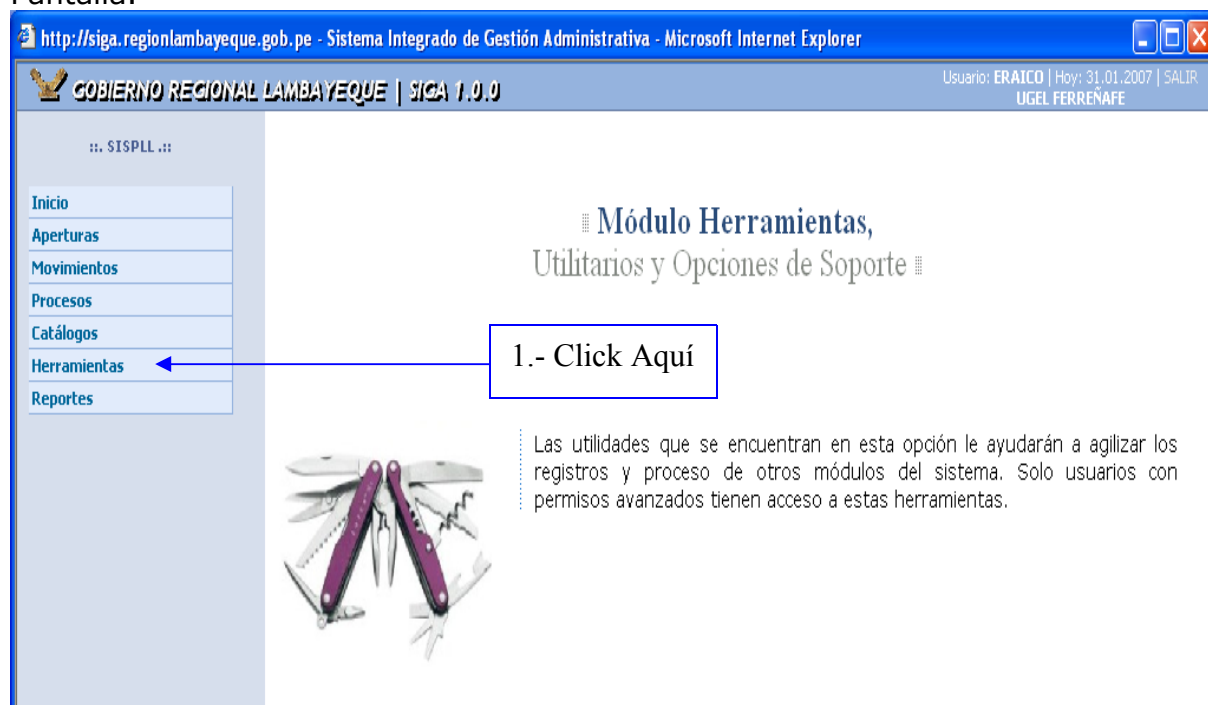 Pantalla:
http://siga.regionlambayeque.gob.pe - Sistema Integrado de Gestión Administrativa - Microsoft Internet Explorer
GOBIERNO REGIONAL LAMBAYEQUE | SIGA 1.0.0
Usuario: ERAICO | Hoy: 31.01.2007 | SALIR
UGEL FERREÑAFE
::. SISPLL .::
Inicio
Aperturas
Movimientos
Procesos
Catálogos
Herramientas
Reportes
Módulo Herramientas,
Utilitarios y Opciones de Soporte
1.- Click Aquí
Las utilidades que se encuentran en esta opción le ayudarán a agilizar los
registros y proceso de otros módulos del sistema. Solo usuarios con
permisos avanzados tienen acceso a estas herramientas.